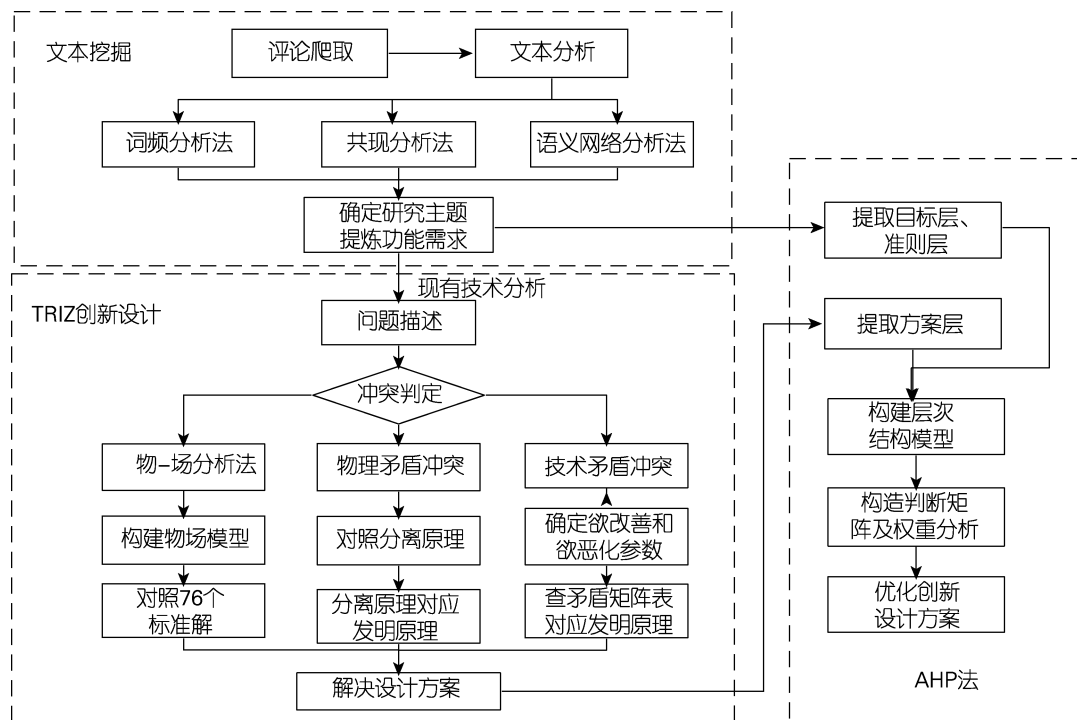 文本挖掘
评论爬取
文本分析
词频分析法
共现分析法
语义网络分析法
确定研究主题
提炼功能需求
提取目标层、
准则层
现有技术分析
TRIZ创新设计
问题描述
提取方案层
冲突判定
构建层次
结构模型
物-场分析法
物理矛盾冲突
技术矛盾冲突
构造判断矩
阵及权重分析
构建物场模型
对照分离原理
确定欲改善和
欲恶化参数
对照76个
标准解
分离原理对应
发明原理
查矛盾矩阵表
对应发明原理
优化创新
设计方案
解决设计方案
AHP法